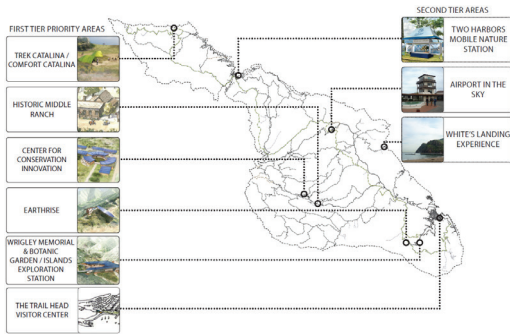 FIRST TIER PRIORITY AREAS
TREK CATALINA /
COMFORT CATALINA
HISTORIC MIDDLE
RANCH
CENTER FOR
CONSERVATION
INNOVATION
EARTHRISE
WRIGLEY MEMORIAL
& BOTANIC
GARDEN / ISLANDS
EXPLORATION
STATION
THE TRAIL HEAD
VISITOR CENTER
SECOND TIER AREAS
TWO HARBORS
MOBILE NATURE
STATION
AIRPORT IN THE
SKY
WHITE'S LANDING
EXPERIENCE